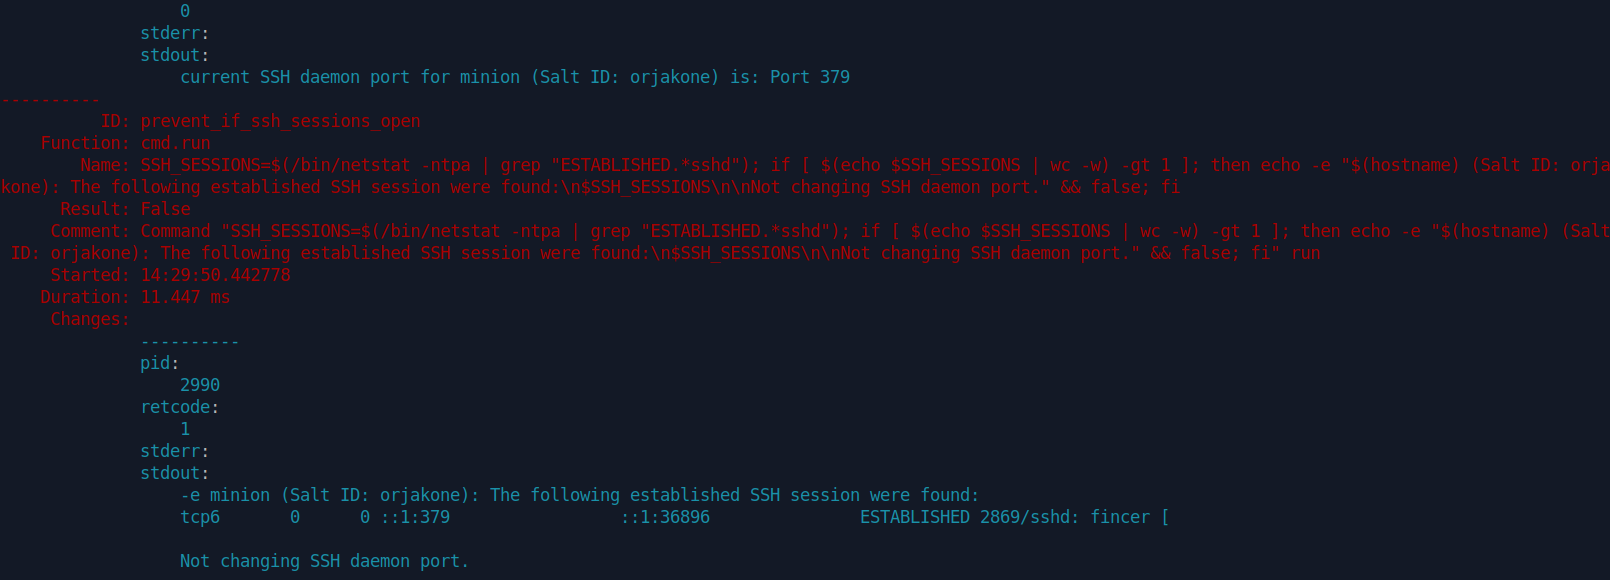 0
stderr:
stdout:
current SSH daemon port for minion (Salt ID: orjakone) is: Port 379
----------
ID: prevent_if_ssh_sessions_open
Function: cmd.run
Name: SSH_SESSIONS=$(/bin/netstat -ntpa | grep "ESTABLISHED.*sshd"); if [ $(echo $SSH_SESSIONS | wc -w) -gt 1 ]; then echo -e "$(hostname) (Salt ID: orja
kone): The following established SSH session were found:\n$SSH_SESSIONS\n\nNot changing SSH daemon port." && false; fi
Result: False
Comment: Command "SSH_SESSIONS=$(/bin/netstat -ntpa | grep "ESTABLISHED.*sshd"); if [ $(echo $SSH_SESSIONS | wc -w) -gt 1 ]; then echo -e "$(hostname) (Salt
ID: orjakone): The following established SSH session were found:\n$SSH_SESSIONS\n\nNot changing SSH daemon port." && false; fi" run
Started: 14:29:50.442778
Duration: 11.447 ms
Changes:
----------
pid:
2990
retcode:
1
stderr:
stdout:
-e minion (Salt ID: orjakone): The following established SSH session were found:
tcp6       0      0 ::1:379                 ::1:36896               ESTABLISHED 2869/sshd: fincer [
Not changing SSH daemon port.